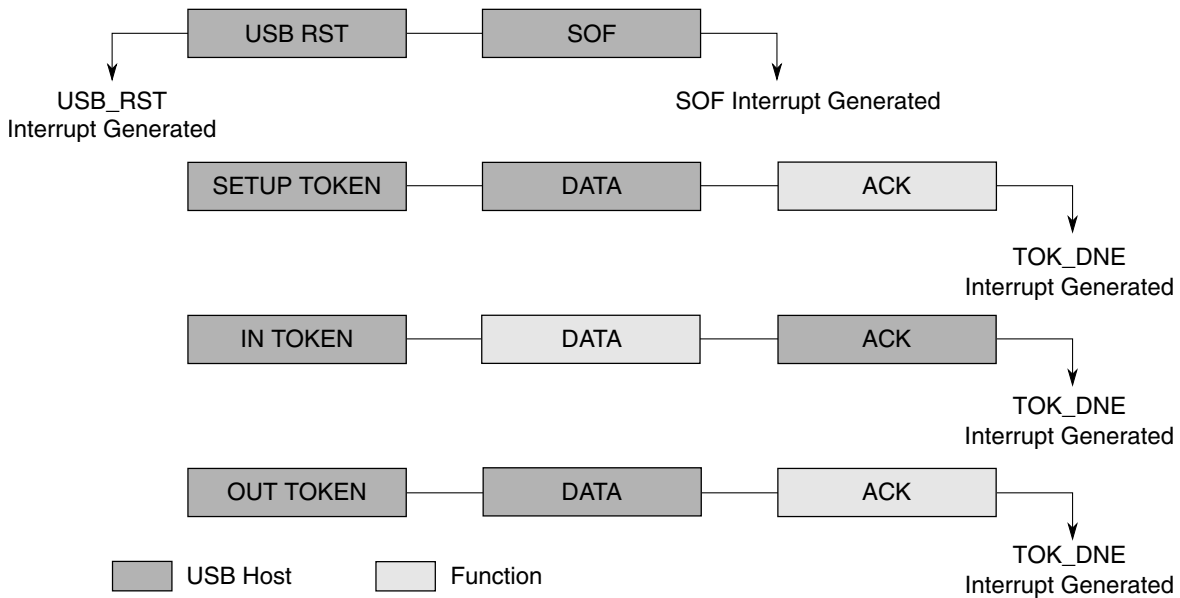 USB RST
SOF
USB_RST
Interrupt Generated
SOF Interrupt Generated
SETUP TOKEN
DATA
ACK
TOK_DNE
Interrupt Generated
IN TOKEN
DATA
ACK
TOK_DNE
Interrupt Generated
OUT TOKEN
DATA
ACK
TOK_DNE
Interrupt Generated
USB Host
Function